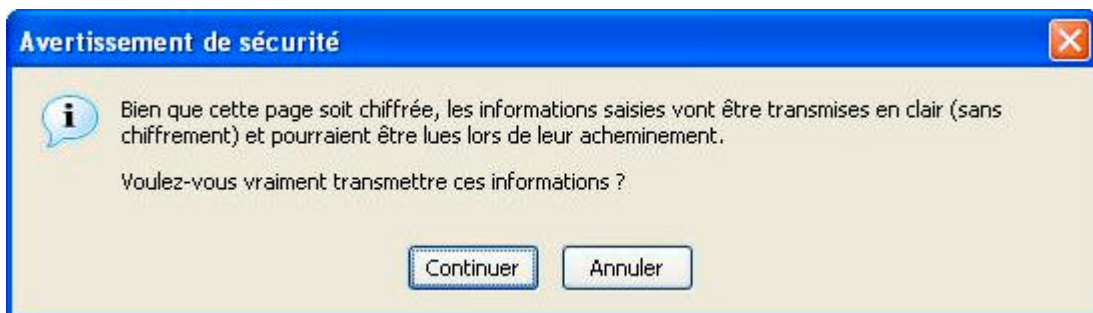 Avertissement de sécurité
Bien que cette page soit chiffrée, les informations saisies vont être transmises en clair (sans
chiffrement) et pourraient être lues lors de leur acheminement.
Voulez-vous vraiment transmettre ces informations ?
Continuer
Annuler